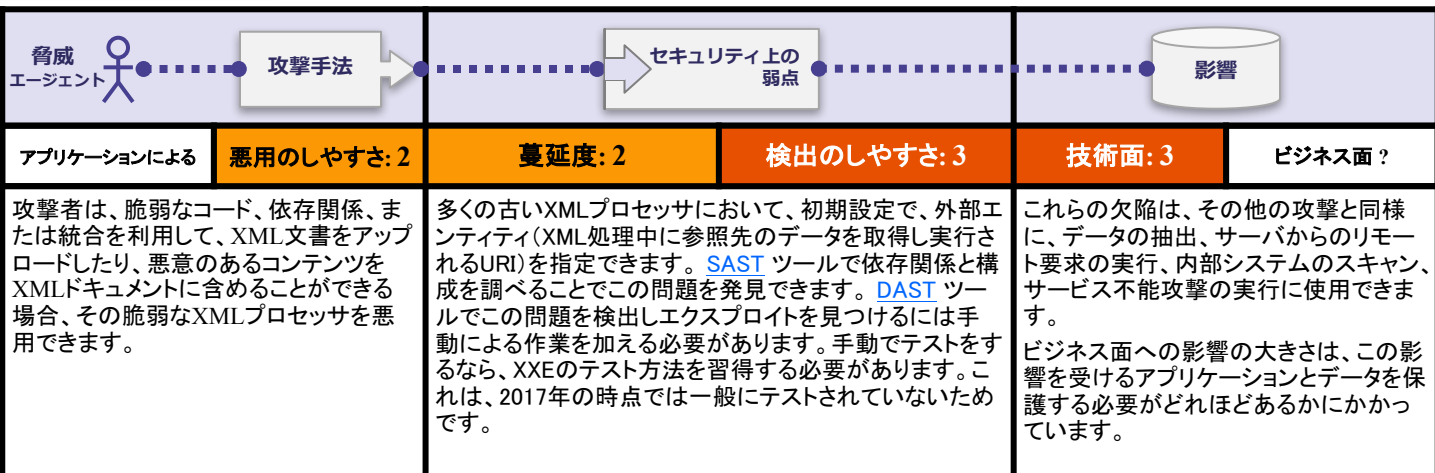 脅威
エージェント
攻撃手法
セキュリティ上の
弱点
影響
アプリケーションによる
悪用のしやすさ: 2
蔓延度: 2
検出のしやすさ: 3
技術面: 3
ビジネス面 ?
攻撃者は、脆弱なコード、依存関係、ま
たは統合を利用して、XML文書をアップ
ロードしたり、悪意のあるコンテンツを
XMLドキュメントに含めることができる
場合、その脆弱なXMLプロセッサを悪
用できます。
多くの古いXMLプロセッサにおいて、初期設定で、外部エ
ンティティ(XML処理中に参照先のデータを取得し実行さ
れるURI)を指定できます。 SAST ツールで依存関係と構
成を調べることでこの問題を発見できます。 DAST ツー
ルでこの問題を検出しエクスプロイトを見つけるには手
動による作業を加える必要があります。手動でテストをす
るなら、XXEのテスト方法を習得する必要があります。こ
れは、2017年の時点では一般にテストされていないため
です。
これらの欠陥は、その他の攻撃と同様
に、データの抽出、サーバからのリモー
ト要求の実行、内部システムのスキャン、
サービス不能攻撃の実行に使用できま
す。
ビジネス面への影響の大きさは、この影
響を受けるアプリケーションとデータを保
護する必要がどれほどあるかにかかっ
ています。